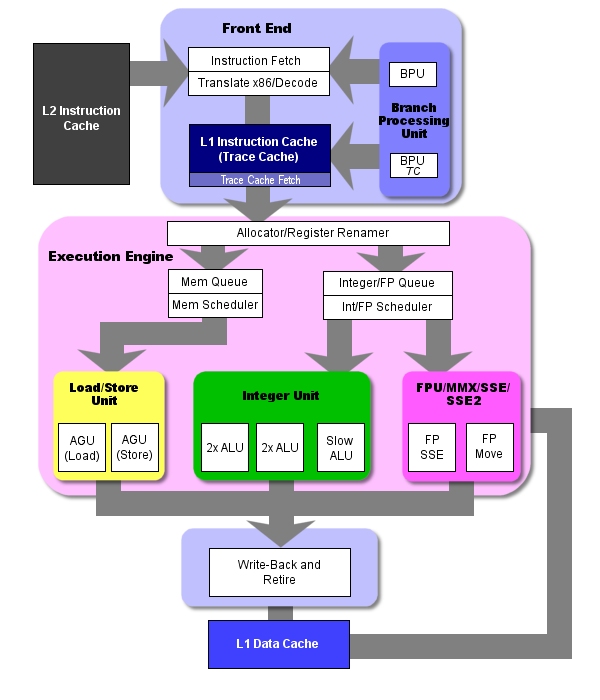 Front End
Instruction Fetch
Translate x86/Decode
L2 Instruction
Cache
BPU
Branch
Processing
Unit
BPU
TC
L1 Instruction Cache
(Trace Cache)
Trace Cache Fetch
Allocator/Register Renamer
Execution Engine
Mem Queue
Mem Scheduler
Integer/FP Queue
Int/FP Scheduler
Load/Store
Unit
AGU
(Load)
AGU
(Store)
Integer Unit
2x ALU
2x ALU
Slow
ALU
FPU/MMX/SSE/
SSE2
FP
SSE
FP
Move
Write-Back and
Retire
L1 Data Cache